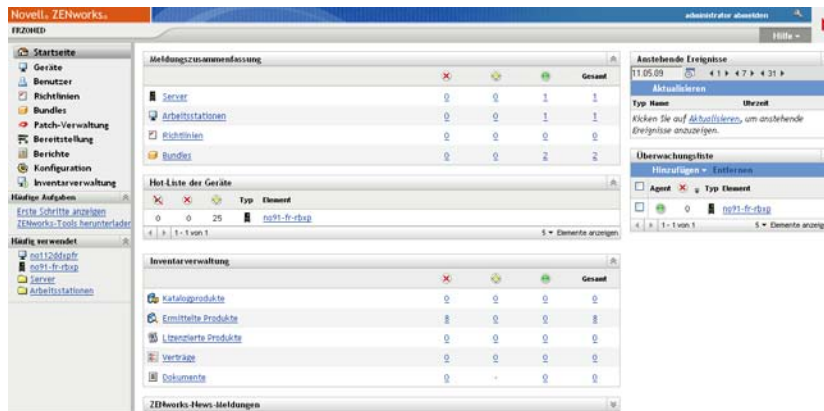 Novell® ZENworks®
administrator abmelden
FRZOHED
Hilfe
Startseite
Geräte
Benutzer
Richtlinien
Bundles
Patch-Verwaltung
Bereitstellung
Berichte
Konfiguration
Inventarverwaltung
Häufige Aufgaben
Erste Schritte anzeigen
ZENworks-Tools herunterladen
Häufig verwendet
no112ddxpfr
no91-fr-rbxp
Server
Arbeitsstationen
Meldungszusammenfassung
Gesamt
Server 0 0 1 1
Arbeitsstationen 0 0 1 1
Richtlinien 0 0 0 0
Bundles 0 0 2 2
Hot-Liste der Geräte
Typ Element
0 0 25 no91-fr-rbxp
1 - 1 von 1 5 Elemente anzeigen
Inventarverwaltung
Gesamt
Katalogprodukte 0 0 0 0
Ermittelte Produkte 8 0 0 8
Lizenzierte Produkte 0 0 0 0
Verträge 0 0 0 0
Dokumente 0 - 0 0
ZENworks-News-Meldungen
Anstehende Ereignisse
11.05.09 1 7 31
Aktualisieren
Typ Name Uhrzeit
Klicken Sie auf Aktualisieren, um anstehende
Ereignisse anzuzeigen.
Überwachungsliste
Hinzufügen Entfernen
Agent Typ Element
0 no91-fr-rbxp
1 - 1 von 1 5 Elemente anzeig